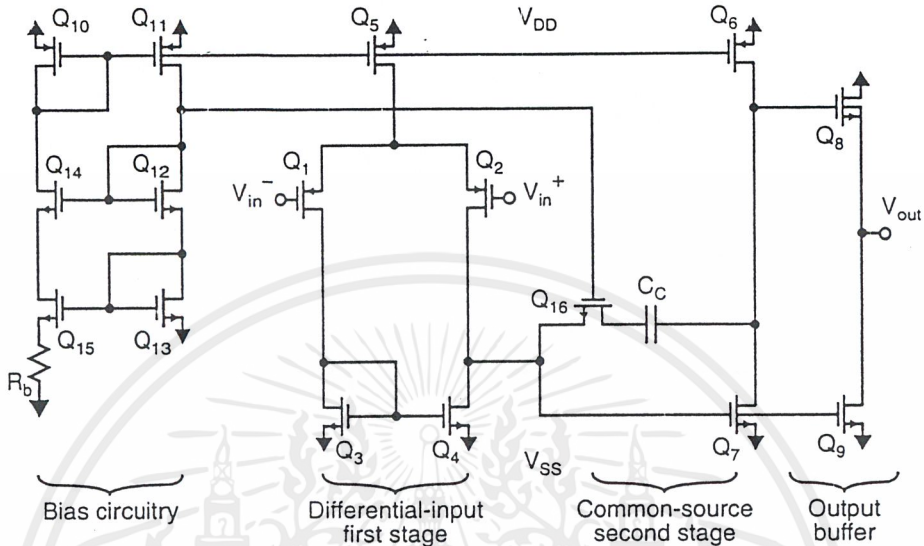 Q10
Q11
Q5
VDD
Q6
Q8
Q14
Q12
Q1
Q2
Vin-
Vin+
Vout
Q16
CC
Q15
Q13
Rb
Q3
Q4
VSS
Q7
Q9
Bias circuitry
Differential-input
first stage
Common-source
second stage
Output
buffer